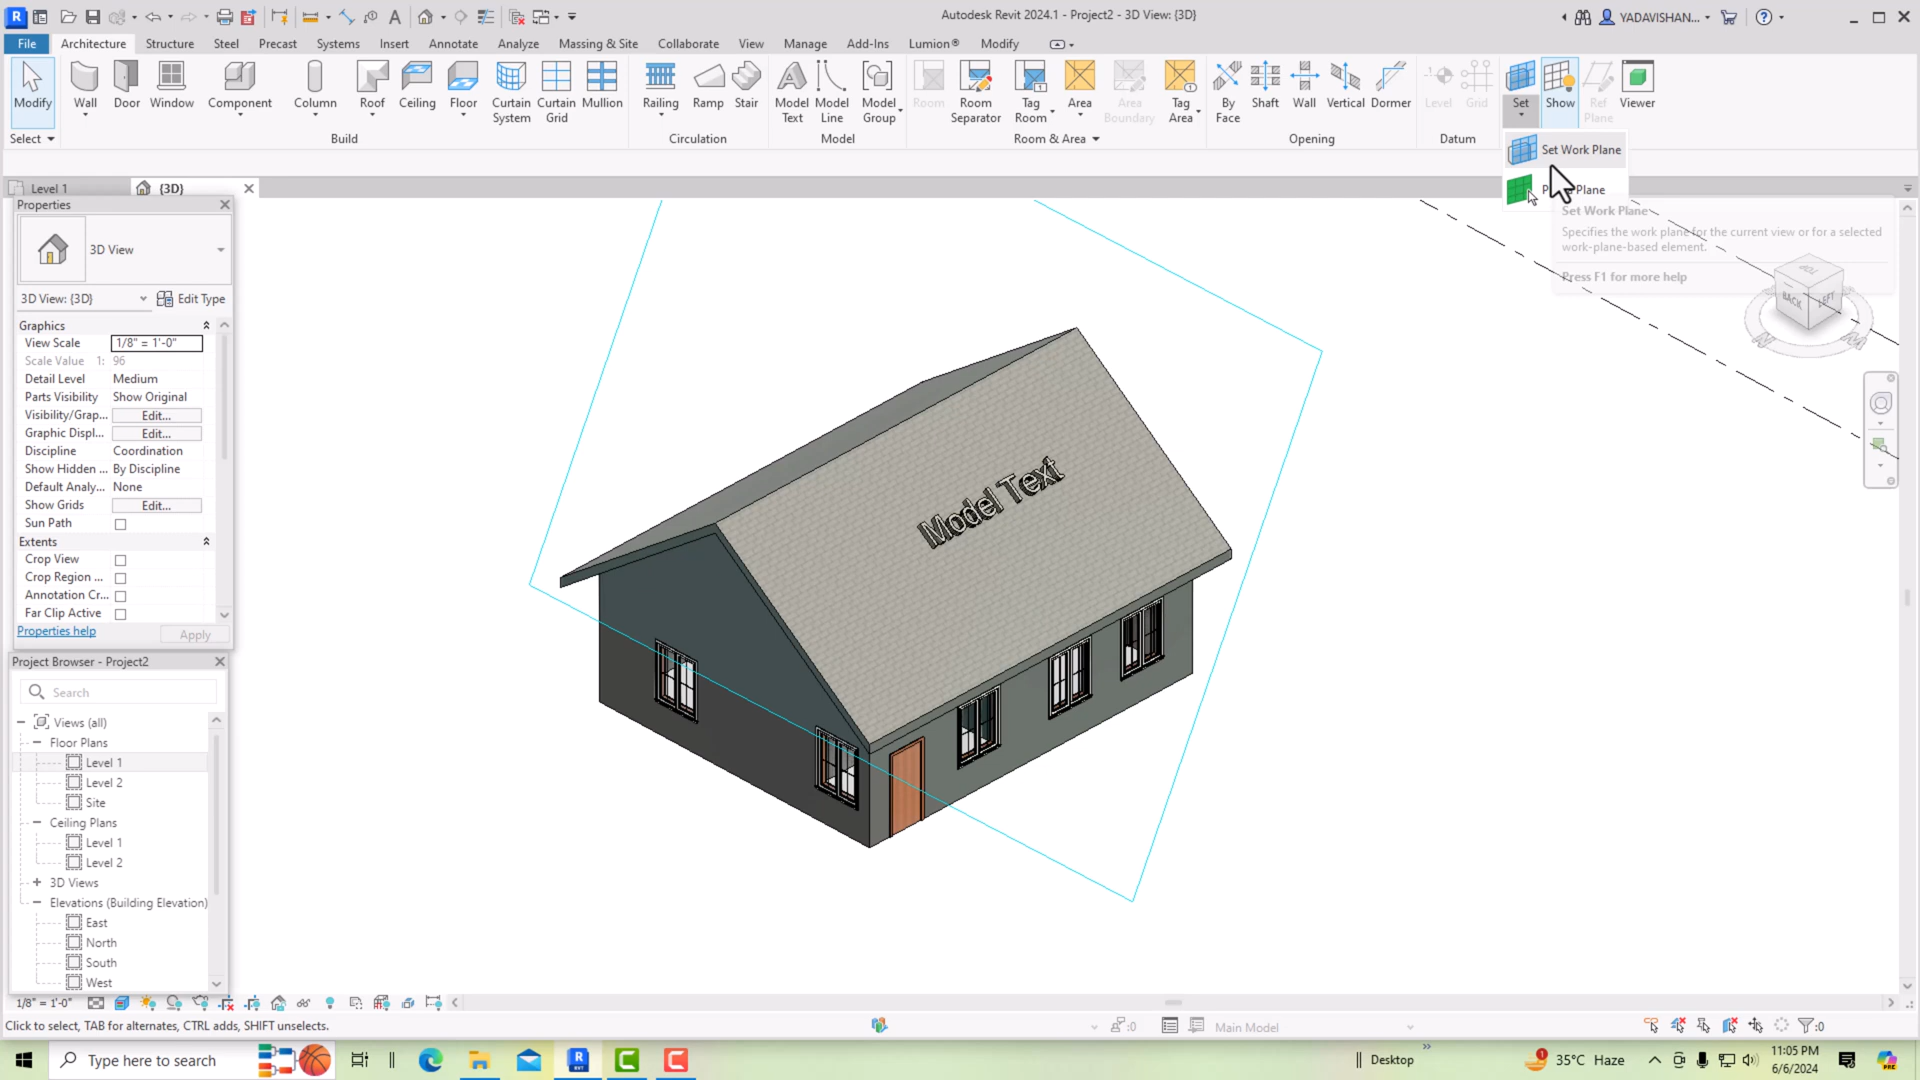 Autodesk Revit 2024.1 - Project2 - 3D View: {3D}
YADAVISHAN...
File Architecture Structure Steel Precast Systems Insert Annotate Analyze Massing & Site Collaborate View Manage Add-Ins Lumion® Modify
Modify Wall Door Window Component Column Roof Ceiling Floor Curtain System Curtain Grid Mullion Railing Ramp Stair Model Text Model Line Model Group Room Room Separator Tag Room Area Area Boundary Tag Area By Face Shaft Wall Vertical Dormer Level Grid Set Show Ref Plane Viewer
Select Build Circulation Model Room & Area Opening Datum
Set Work Plane
Plane
Set Work Plane
Specifies the work plane for the current view or for a selected
work-plane-based element.
Press F1 for more help
Level 1 {3D}
Properties
3D View
3D View: {3D} Edit Type
Graphics
View Scale 1/8" = 1'-0"
Scale Value 1: 96
Detail Level Medium
Parts Visibility Show Original
Visibility/Grap... Edit...
Graphic Displ... Edit...
Discipline Coordination
Show Hidden ... By Discipline
Default Analy... None
Show Grids Edit...
Sun Path
Extents
Crop View
Crop Region ...
Annotation Cr...
Far Clip Active
Properties help Apply
Project Browser - Project2
Search
Views (all)
Floor Plans
Level 1
Level 2
Site
Ceiling Plans
Level 1
Level 2
3D Views
Elevations (Building Elevation)
East
North
South
West
Model Text
TOP
BACK LEFT
1/8" = 1'-0"
Click to select, TAB for alternates, CTRL adds, SHIFT unselects.
:0 Main Model :0
Type here to search
Desktop
1 35°C Haze
11:05 PM
6/6/2024